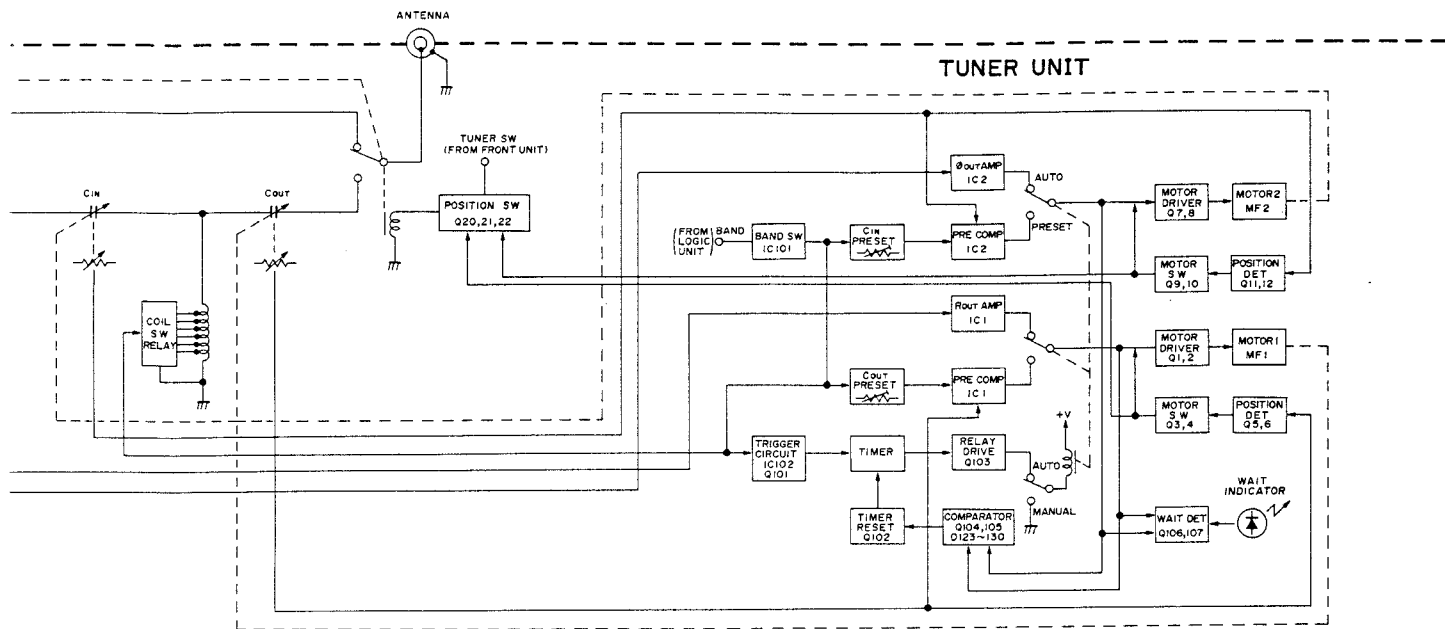 ANTENNA
TUNER UNIT
TUNER SW
(FROM FRONT UNIT)
CIN
COUT
POSITION SW
Q20,21,22
ØOUT AMP
IC2
AUTO
PRESET
MOTOR
DRIVER
Q7,8
MOTOR2
MF2
(FROM
LOGIC
UNIT)
BAND
BAND SW
IC101
CIN
PRESET
PRE COMP
IC2
MOTOR
SW
Q9,10
POSITION
DET
Q11,12
COIL
SW
RELAY
ROUT AMP
IC1
MOTOR
DRIVER
Q1,2
MOTOR1
MF1
COUT
PRESET
PRE COMP
IC1
MOTOR
SW
Q3,4
POSITION
DET
Q5,6
+V
TRIGGER
CIRCUIT
IC102
Q101
TIMER
RELAY
DRIVE
Q103
AUTO
MANUAL
WAIT
INDICATOR
TIMER
RESET
Q102
COMPARATOR
Q104,105
D123~130
WAIT DET
Q106,107